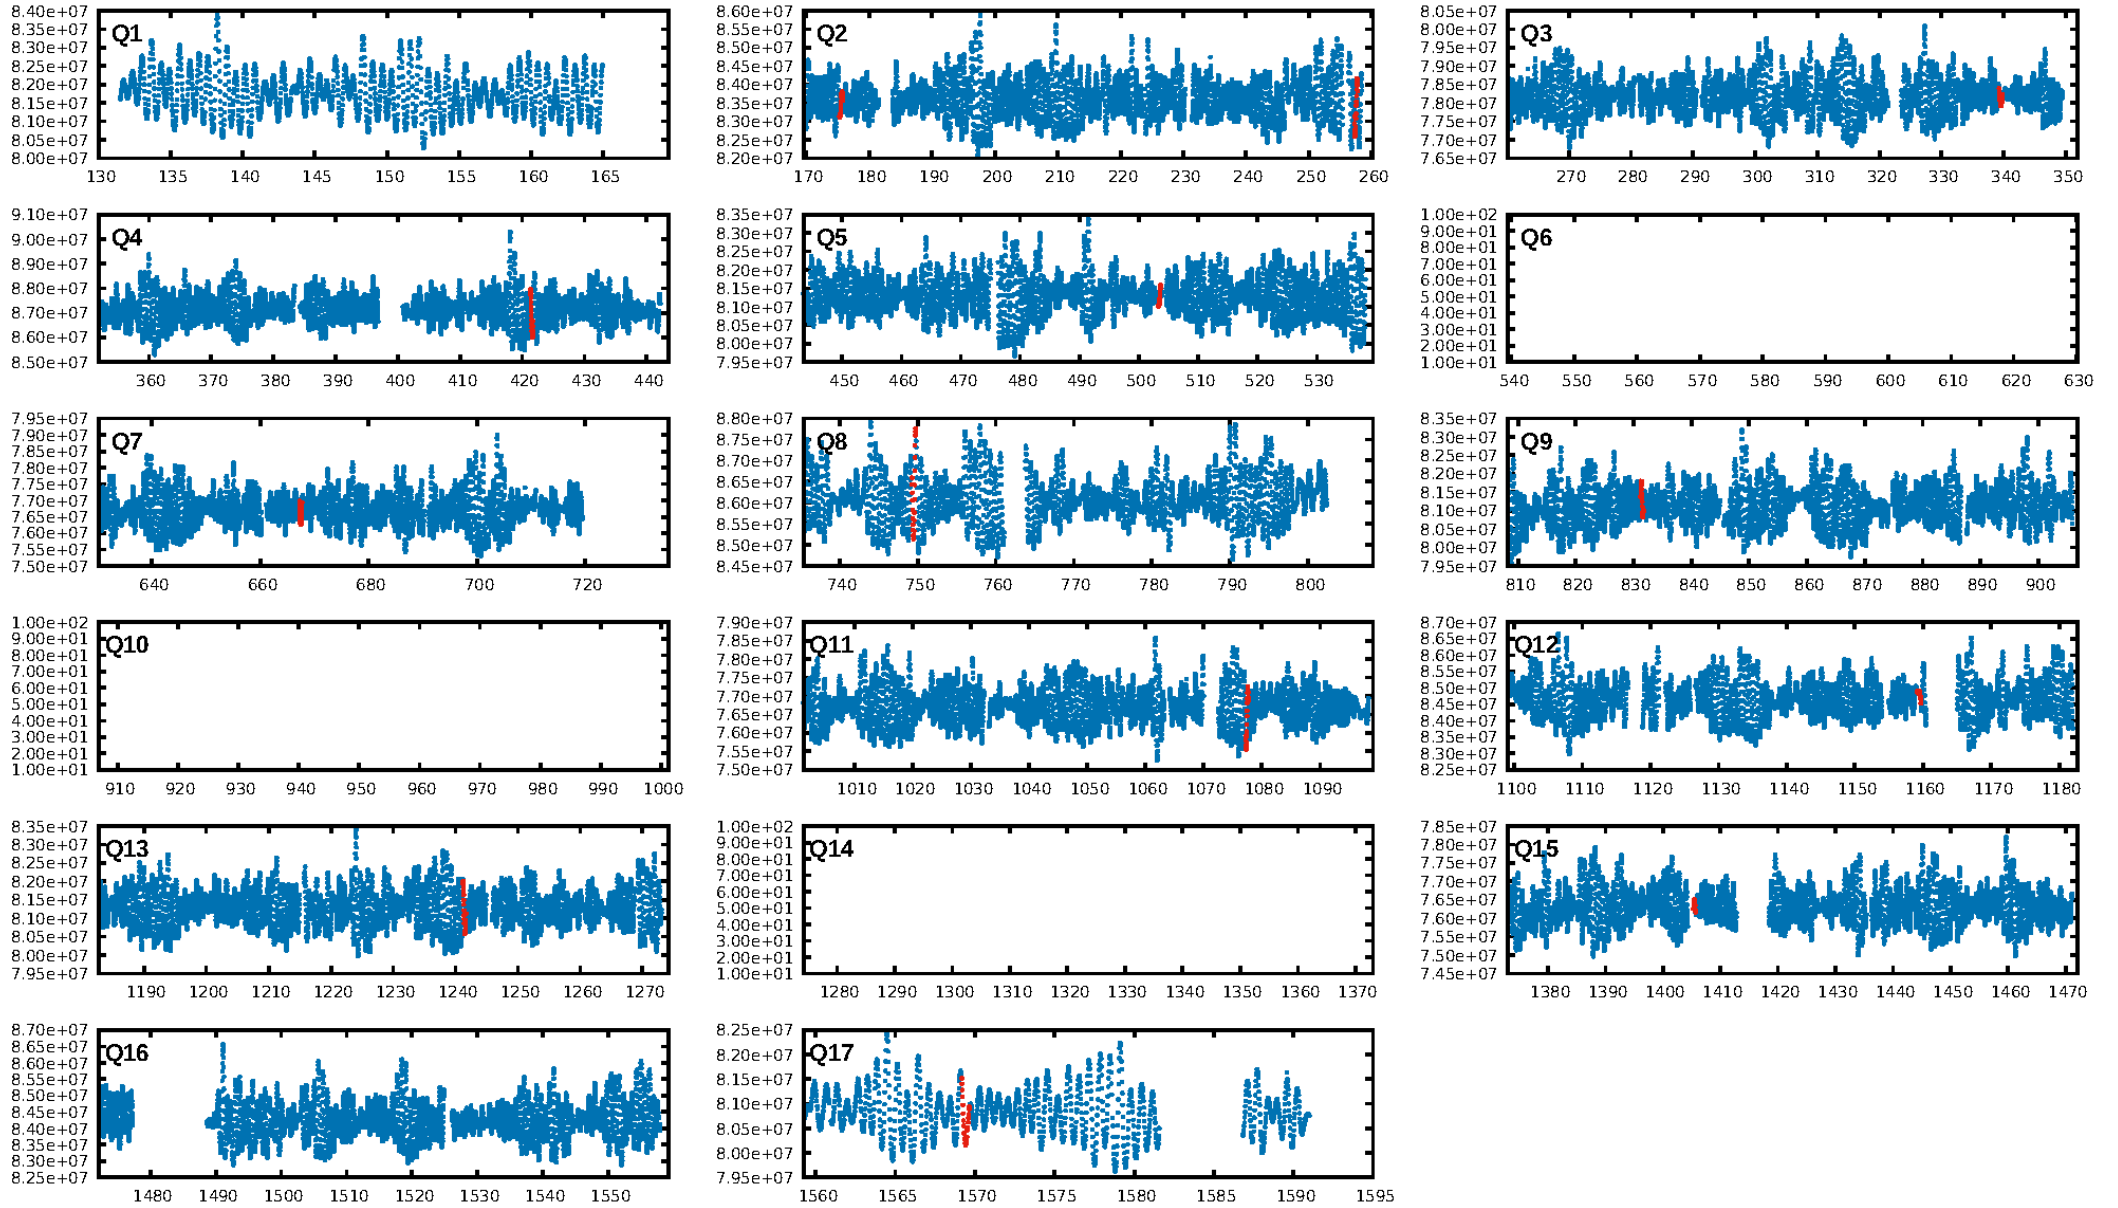 8.40e+07
8.35e+07
8.30e+07
8.25e+07
8.20e+07
8.15e+07
8.10e+07
8.05e+07
8.00e+07
Q1
130 135 140 145 150 155 160 165
8.60e+07
8.55e+07
8.50e+07
8.45e+07
8.40e+07
8.35e+07
8.30e+07
8.25e+07
8.20e+07
Q2
170 180 190 200 210 220 230 240 250 260
8.05e+07
8.00e+07
7.95e+07
7.90e+07
7.85e+07
7.80e+07
7.75e+07
7.70e+07
7.65e+07
Q3
270 280 290 300 310 320 330 340 350
9.10e+07
9.00e+07
8.90e+07
8.80e+07
8.70e+07
8.60e+07
8.50e+07
Q4
360 370 380 390 400 410 420 430 440
8.35e+07
8.30e+07
8.25e+07
8.20e+07
8.15e+07
8.10e+07
8.05e+07
8.00e+07
7.95e+07
Q5
450 460 470 480 490 500 510 520 530
1.00e+02
9.00e+01
8.00e+01
7.00e+01
6.00e+01
5.00e+01
4.00e+01
3.00e+01
2.00e+01
1.00e+01
Q6
540 550 560 570 580 590 600 610 620 630
7.95e+07
7.90e+07
7.85e+07
7.80e+07
7.75e+07
7.70e+07
7.65e+07
7.60e+07
7.55e+07
7.50e+07
Q7
640 660 680 700 720
8.80e+07
8.75e+07
8.70e+07
8.65e+07
8.60e+07
8.55e+07
8.50e+07
8.45e+07
Q8
740 750 760 770 780 790 800
8.35e+07
8.30e+07
8.25e+07
8.20e+07
8.15e+07
8.10e+07
8.05e+07
8.00e+07
7.95e+07
Q9
810 820 830 840 850 860 870 880 890 900
1.00e+02
9.00e+01
8.00e+01
7.00e+01
6.00e+01
5.00e+01
4.00e+01
3.00e+01
2.00e+01
1.00e+01
Q10
910 920 930 940 950 960 970 980 990 1000
7.90e+07
7.85e+07
7.80e+07
7.75e+07
7.70e+07
7.65e+07
7.60e+07
7.55e+07
7.50e+07
Q11
1010 1020 1030 1040 1050 1060 1070 1080 1090
8.70e+07
8.65e+07
8.60e+07
8.55e+07
8.50e+07
8.45e+07
8.40e+07
8.35e+07
8.30e+07
8.25e+07
Q12
1100 1110 1120 1130 1140 1150 1160 1170 1180
8.35e+07
8.30e+07
8.25e+07
8.20e+07
8.15e+07
8.10e+07
8.05e+07
8.00e+07
7.95e+07
Q13
1190 1200 1210 1220 1230 1240 1250 1260 1270
1.00e+02
9.00e+01
8.00e+01
7.00e+01
6.00e+01
5.00e+01
4.00e+01
3.00e+01
2.00e+01
1.00e+01
Q14
1280 1290 1300 1310 1320 1330 1340 1350 1360 1370
7.85e+07
7.80e+07
7.75e+07
7.70e+07
7.65e+07
7.60e+07
7.55e+07
7.50e+07
7.45e+07
Q15
1380 1390 1400 1410 1420 1430 1440 1450 1460 1470
8.70e+07
8.65e+07
8.60e+07
8.55e+07
8.50e+07
8.45e+07
8.40e+07
8.35e+07
8.30e+07
8.25e+07
Q16
1480 1490 1500 1510 1520 1530 1540 1550
8.25e+07
8.20e+07
8.15e+07
8.10e+07
8.05e+07
8.00e+07
7.95e+07
Q17
1560 1565 1570 1575 1580 1585 1590 1595